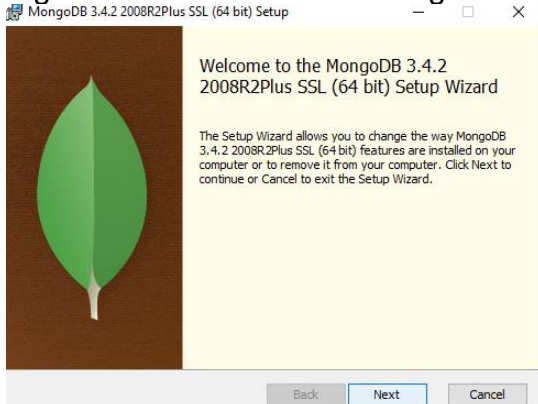 MongoDB 3.4.2 2008R2Plus SSL (64 bit) Setup
Welcome to the MongoDB 3.4.2
2008R2Plus SSL (64 bit) Setup Wizard
The Setup Wizard allows you to change the way MongoDB
3.4.2 2008R2Plus SSL (64 bit) features are installed on your
computer or to remove it from your computer. Click Next to
continue or Cancel to exit the Setup Wizard.
Back Next Cancel